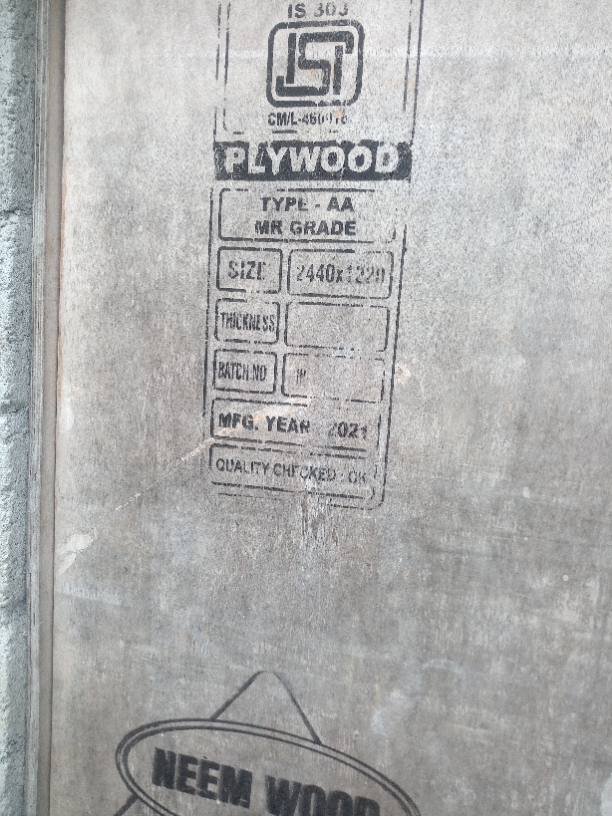 IS 303
ISI
PLYWOOD
TYPE - AA
MR GRADE
SIZE 2440x1220
THICKNESS
BATCH NO
MFG. YEAR 2021
QUALITY CHECKED : OK
NEEM WOOD